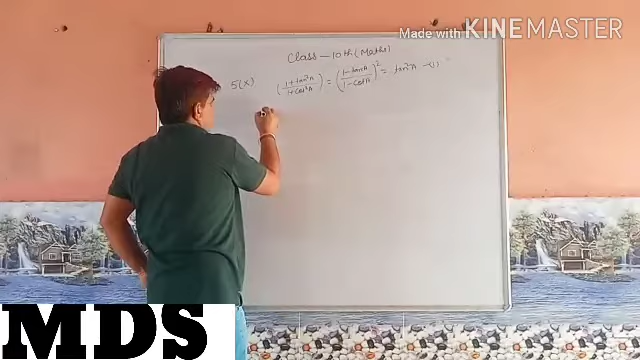 Made with KINEMASTER
Class - 10th (Maths)
5(x) (1+tan²A/1+cot²A) = (1-tanA/1-cotA)² = tan²A -(1)
MDS